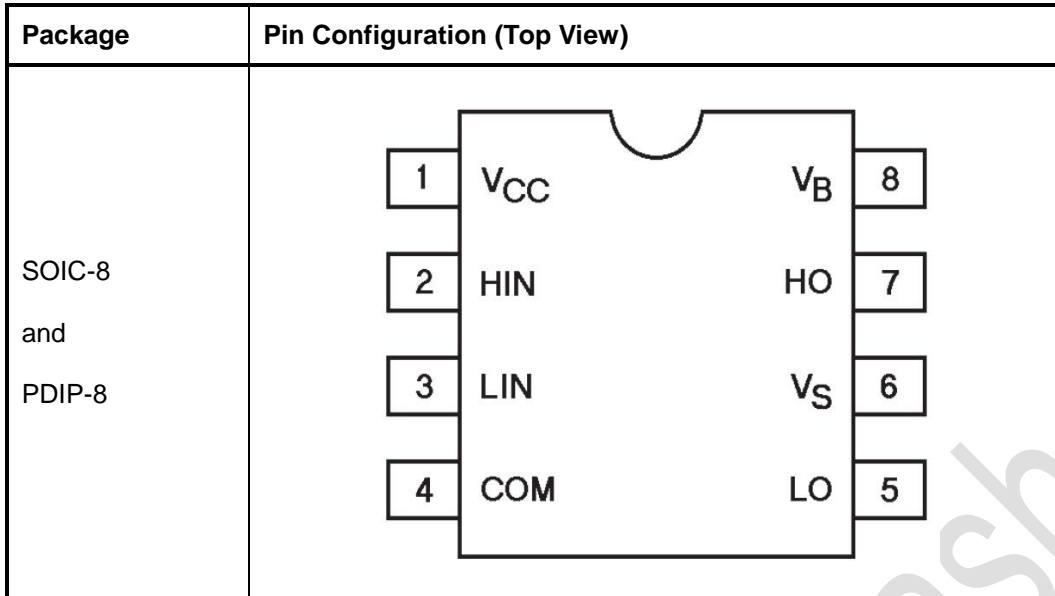 Package Pin Configuration (Top View)
SOIC-8
and
PDIP-8
1 VCC VB 8
2 HIN HO 7
3 LIN VS 6
4 COM LO 5